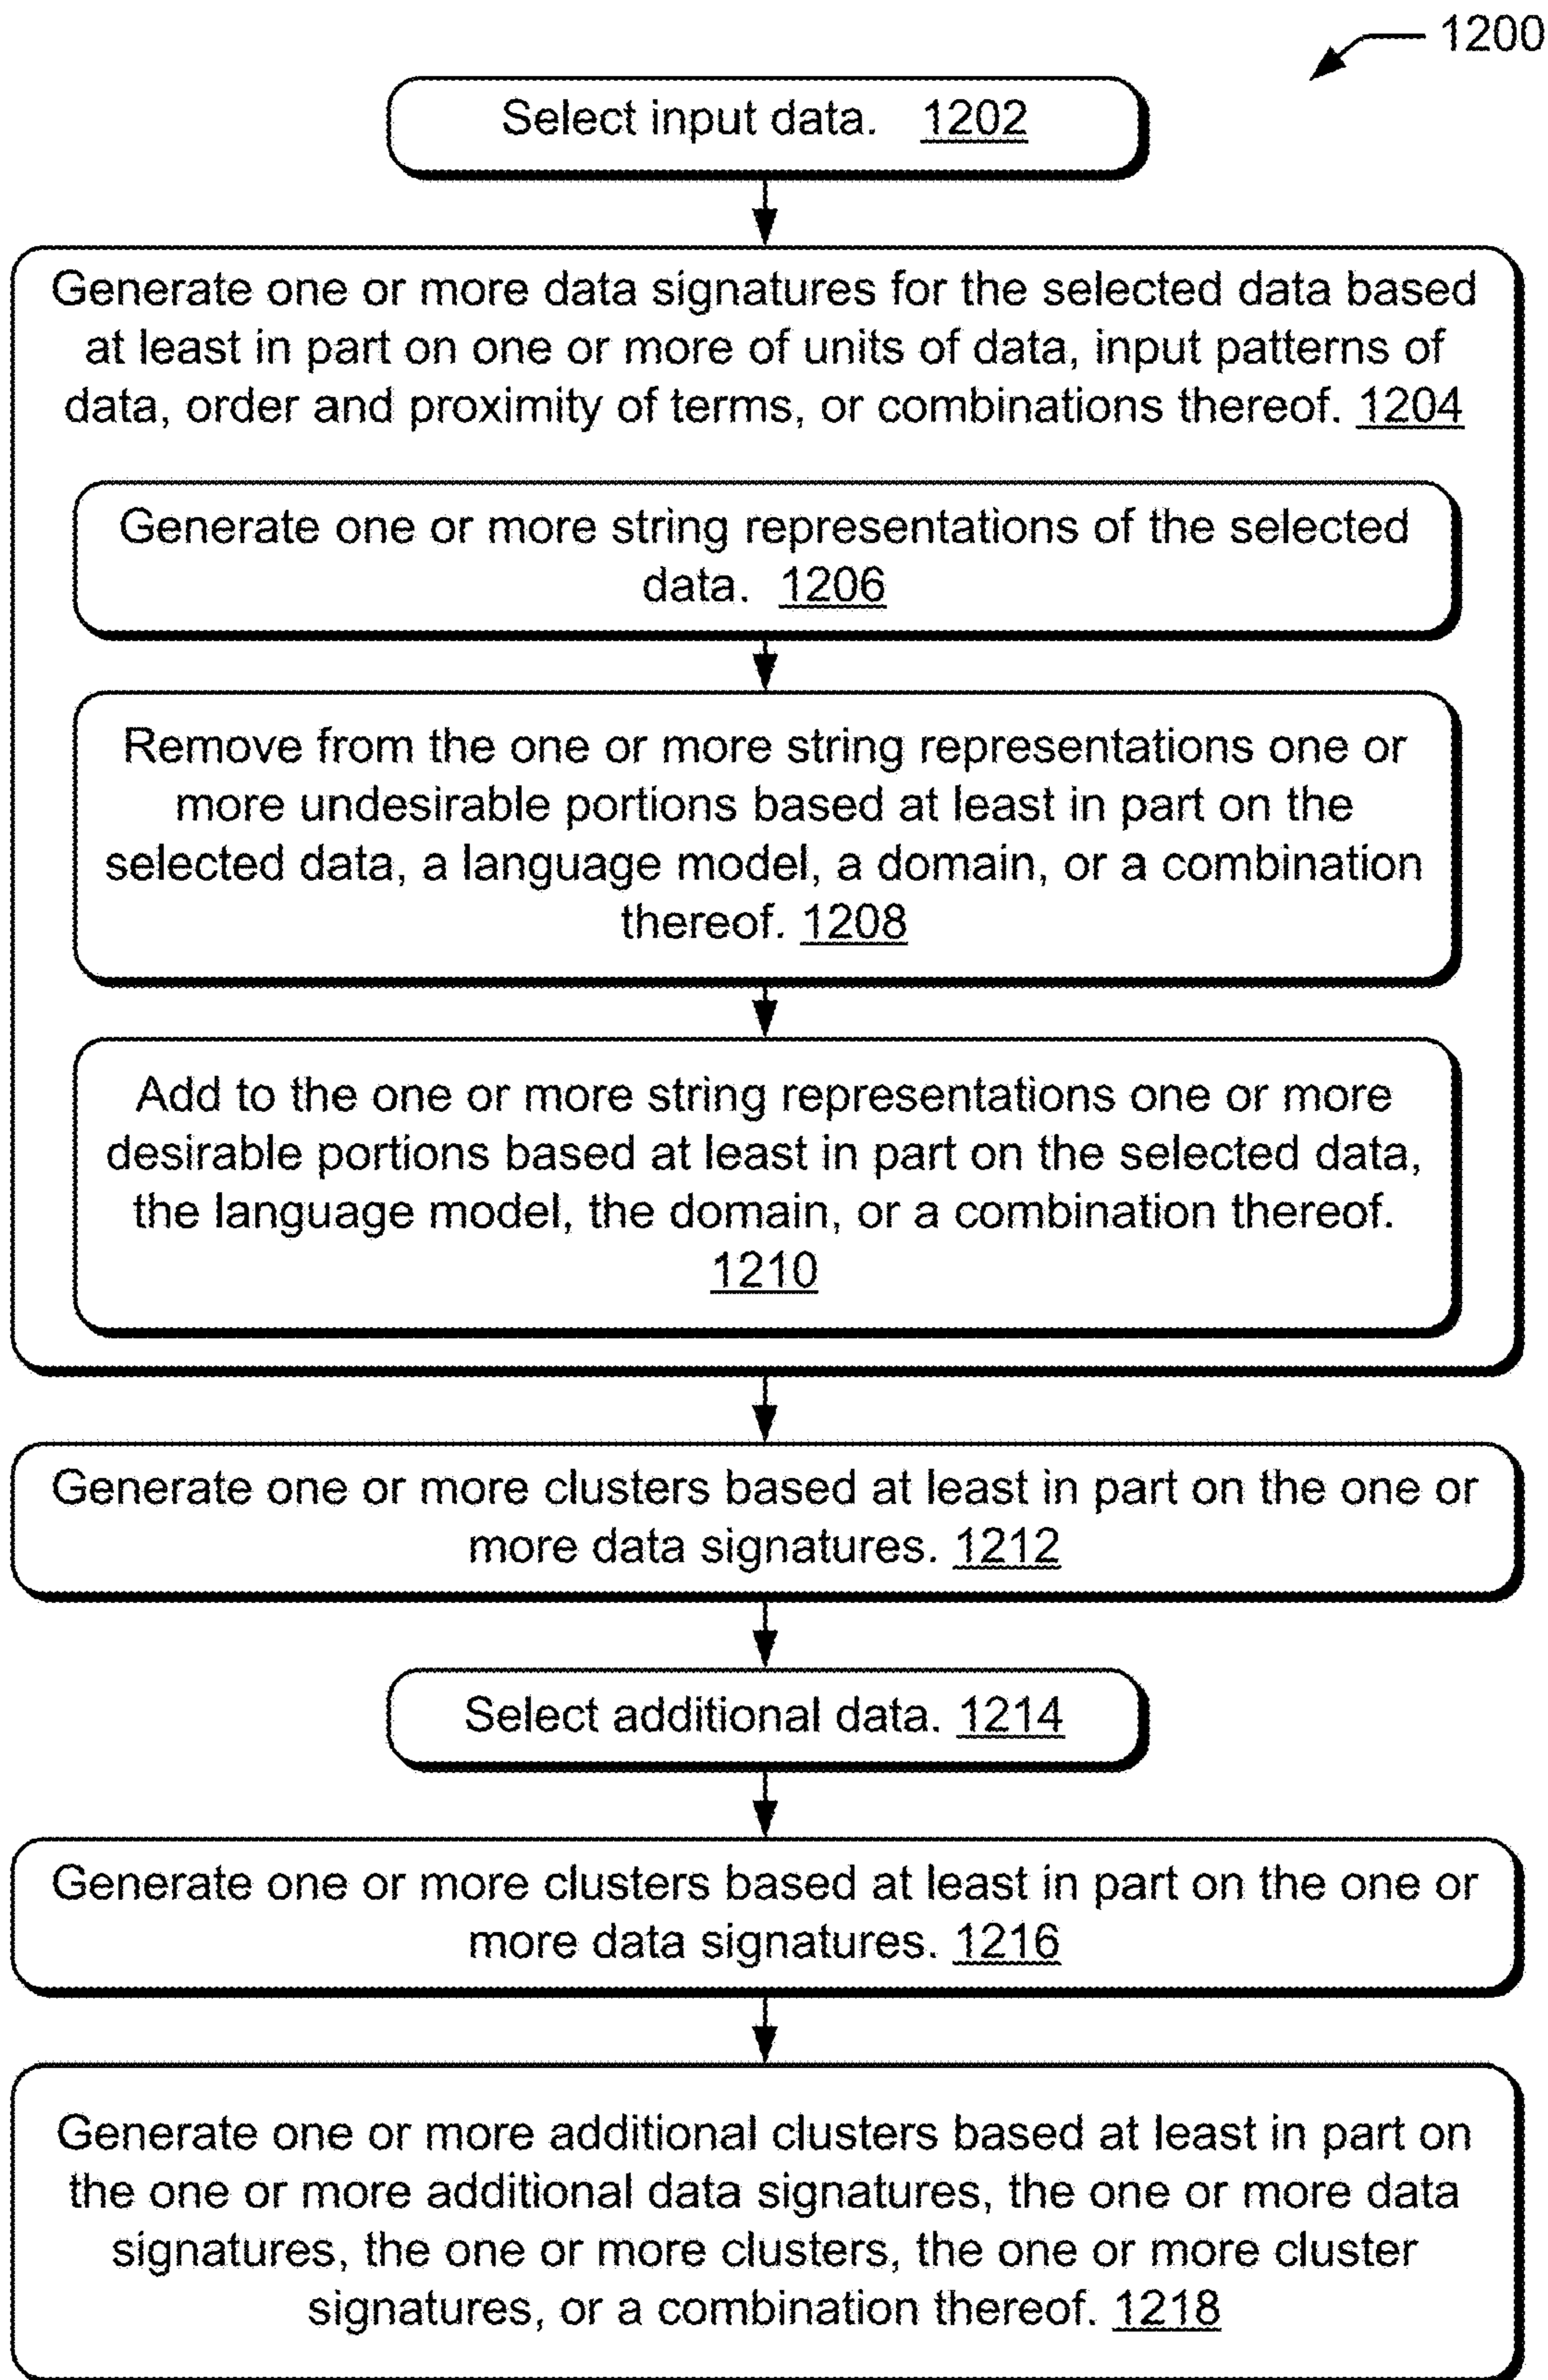 1200
Select input data. 1202
Generate one or more data signatures for the selected data based
at least in part on one or more of units of data, input patterns of
data, order and proximity of terms, or combinations thereof. 1204
Generate one or more string representations of the selected
data. 1206
Remove from the one or more string representations one or
more undesirable portions based at least in part on the
selected data, a language model, a domain, or a combination
thereof. 1208
Add to the one or more string representations one or more
desirable portions based at least in part on the selected data,
the language model, the domain, or a combination thereof.
1210
Generate one or more clusters based at least in part on the one or
more data signatures. 1212
Select additional data. 1214
Generate one or more clusters based at least in part on the one or
more data signatures. 1216
Generate one or more additional clusters based at least in part on
the one or more additional data signatures, the one or more data
signatures, the one or more clusters, the one or more cluster
signatures, or a combination thereof. 1218